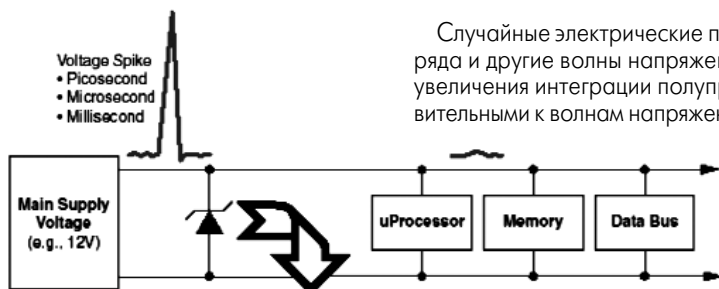 Случайные электрические п
ряда и другие волны напряжен
увеличения интеграции полупр
вительными к волнам напряжен
Voltage Spike
• Picosecond
• Microsecond
• Millisecond
Main Supply
Voltage
(e.g., 12V)
uProcessor
Memory
Data Bus